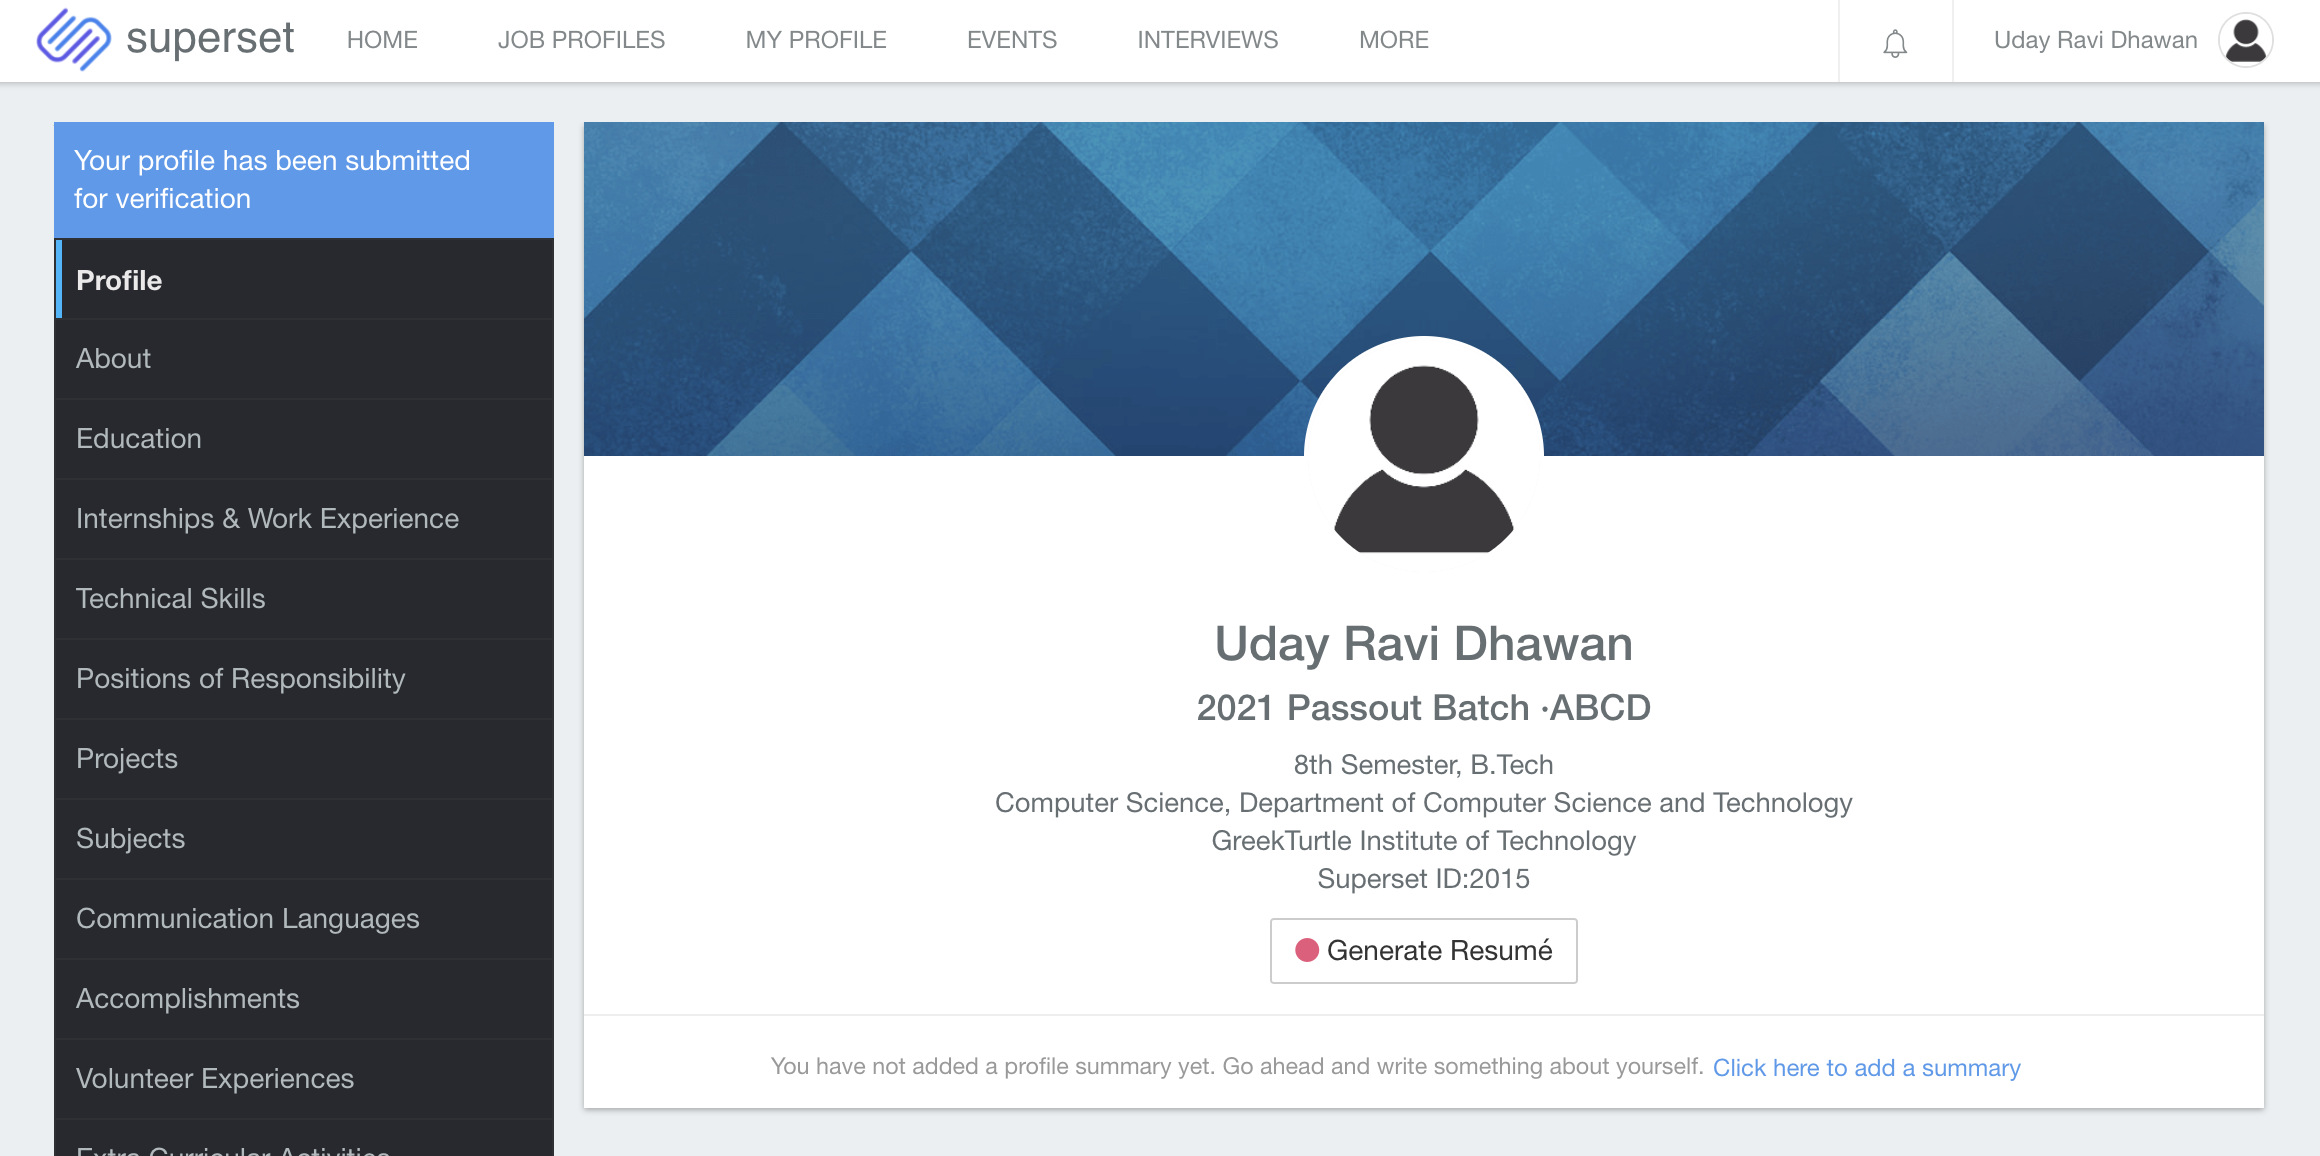 superset
HOME
JOB PROFILES
MY PROFILE
EVENTS
INTERVIEWS
MORE
Uday Ravi Dhawan
Your profile has been submitted
for verification
Profile
About
Education
Internships & Work Experience
Technical Skills
Positions of Responsibility
Projects
Subjects
Communication Languages
Accomplishments
Volunteer Experiences
Extra Curricular Activities
Uday Ravi Dhawan
2021 Passout Batch ·ABCD
8th Semester, B.Tech
Computer Science, Department of Computer Science and Technology
GreekTurtle Institute of Technology
Superset ID:2015
Generate Resumé
You have not added a profile summary yet. Go ahead and write something about yourself. Click here to add a summary